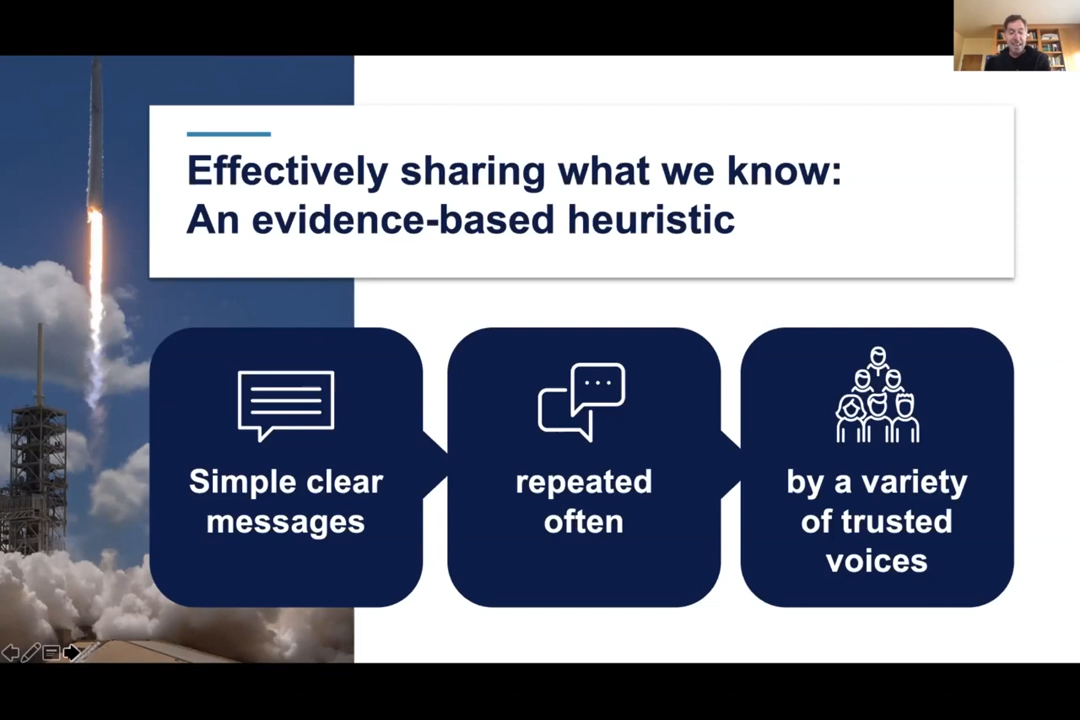 Effectively sharing what we know:
An evidence-based heuristic
Simple clear
messages
repeated
often
by a variety
of trusted
voices